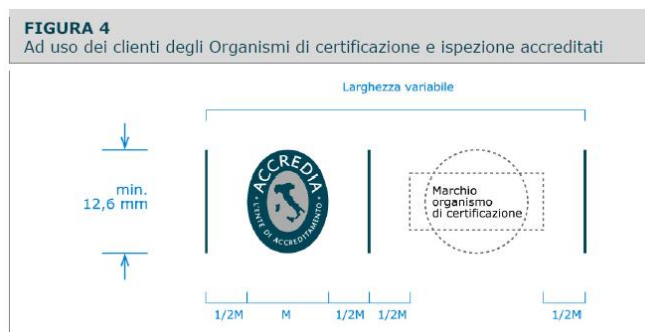 FIGURA 4
Ad uso dei clienti degli Organismi di certificazione e ispezione accreditati
Larghezza variabile
min.
12,6 mm
ACCREDIA
L'ENTE DI ACCREDITAMENTO
Marchio
organismo
di certificazione
1/2M M 1/2M 1/2M 1/2M